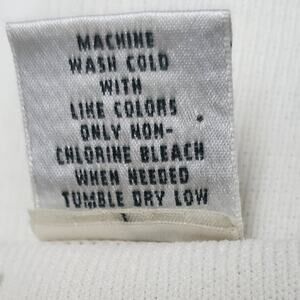 MACHINE
WASH COLD
WITH
LIKE COLORS
ONLY NON-
CHLORINE BLEACH
WHEN NEEDED
TUMBLE DRY LOW